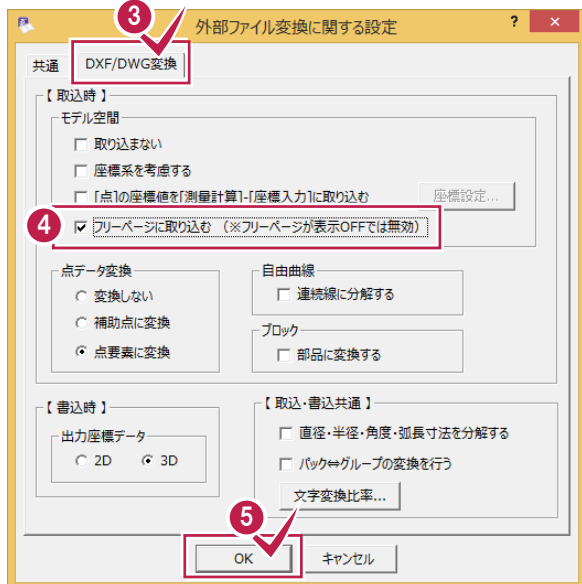 3
外部ファイル変換に関する設定
?
×
共通
DXF/DWG変換
【 取込時 】
モデル空間
取り込まない
座標系を考慮する
[点]の座標値を[測量計算]-[座標入力]に取り込む
座標設定...
4
フリーページに取り込む （※フリーページが表示OFFでは無効）
点データ変換
変換しない
補助点に変換
点要素に変換
自由曲線
連続線に分解する
ブロック
部品に変換する
【 書込時 】
出力座標データ
2D
3D
【 取込・書込共通 】
直径・半径・角度・弧長寸法を分解する
パック⇔グループの変換を行う
文字変換比率...
5
OK
キャンセル